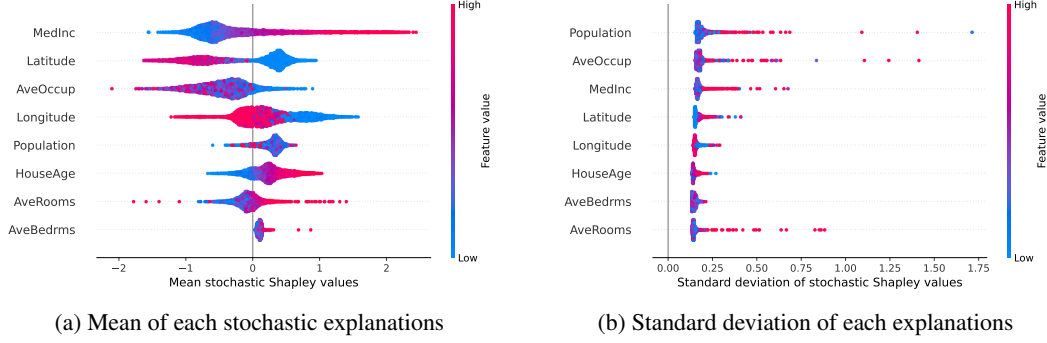 MedInc
Latitude
AveOccup
Longitude
Population
HouseAge
AveRooms
AveBedrms
−2
−1
0
1
2
Mean stochastic Shapley values
High
Feature value
Low
(a) Mean of each stochastic explanations
Population
AveOccup
MedInc
Latitude
Longitude
HouseAge
AveBedrms
AveRooms
0.00
0.25
0.50
0.75
1.00
1.25
1.50
1.75
Standard deviation of stochastic Shapley values
High
Feature value
Low
(b) Standard deviation of each explanations